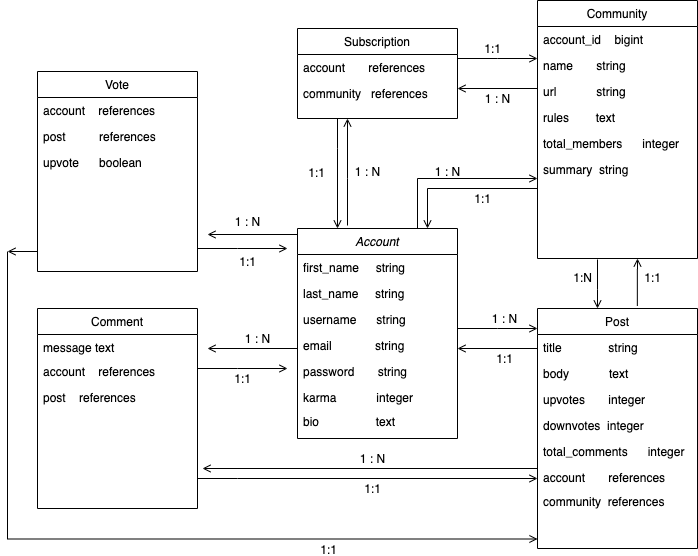 Community
account_id bigint
name string
url string
rules text
total_members integer
summary string
Subscription
account references
community references
1:1
1 : N
Vote
account references
post references
upvote boolean
1:1
1 : N
1 : N
1:1
1 : N
1:1
Account
first_name string
last_name string
username string
email string
password string
karma integer
bio text
1:N
1:1
Comment
message text
account references
post references
1 : N
1:1
1 : N
1:1
Post
title string
body text
upvotes integer
downvotes integer
total_comments integer
account references
community references
1 : N
1:1
1:1